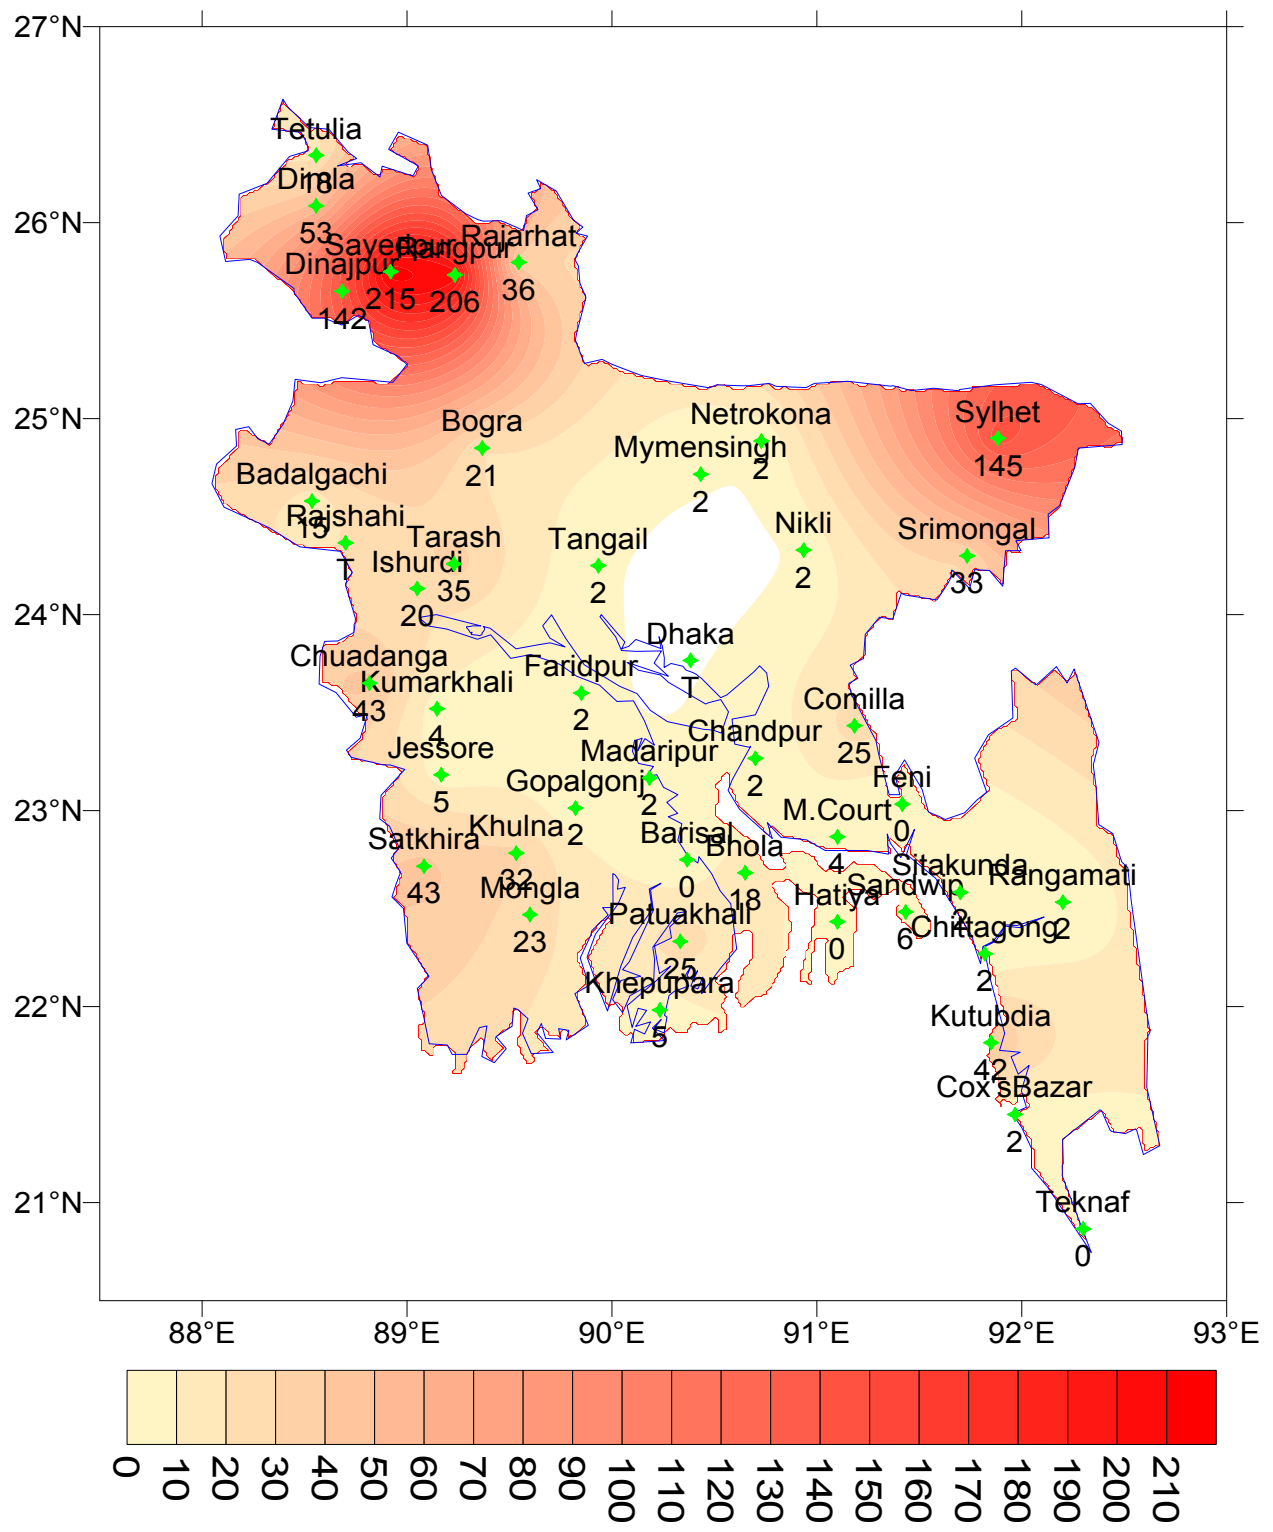 27°N
26°N
25°N
24°N
23°N
22°N
21°N
Tetulia
18
Dimla
53
Sayedpur
215
Rangpur
206
Rajarhat
36
Dinajpur
142
Bogra
21
Netrokona
2
Mymensingh
2
Sylhet
145
Badalgachi
15
Rajshahi
T
Tarash
35
Ishurdi
20
Tangail
2
Nikli
2
Srimongal
33
Dhaka
T
Chuadanga
43
Kumarkhali
4
Faridpur
2
Comilla
25
Jessore
5
Madaripur
2
Chandpur
2
Gopalgonj
2
Feni
0
M.Court
4
Satkhira
43
Khulna
32
Barisal
0
Bhola
18
Mongla
23
Hatiya
0
Sandwip
6
Sitakunda
2
Rangamati
2
Patuakhali
25
Chittagong
2
Khepupara
5
Kutubdia
42
Cox'sBazar
2
Teknaf
0
88°E 89°E 90°E 91°E 92°E 93°E
0 10 20 30 40 50 60 70 80 90 100 110 120 130 140 150 160 170 180 190 200 210